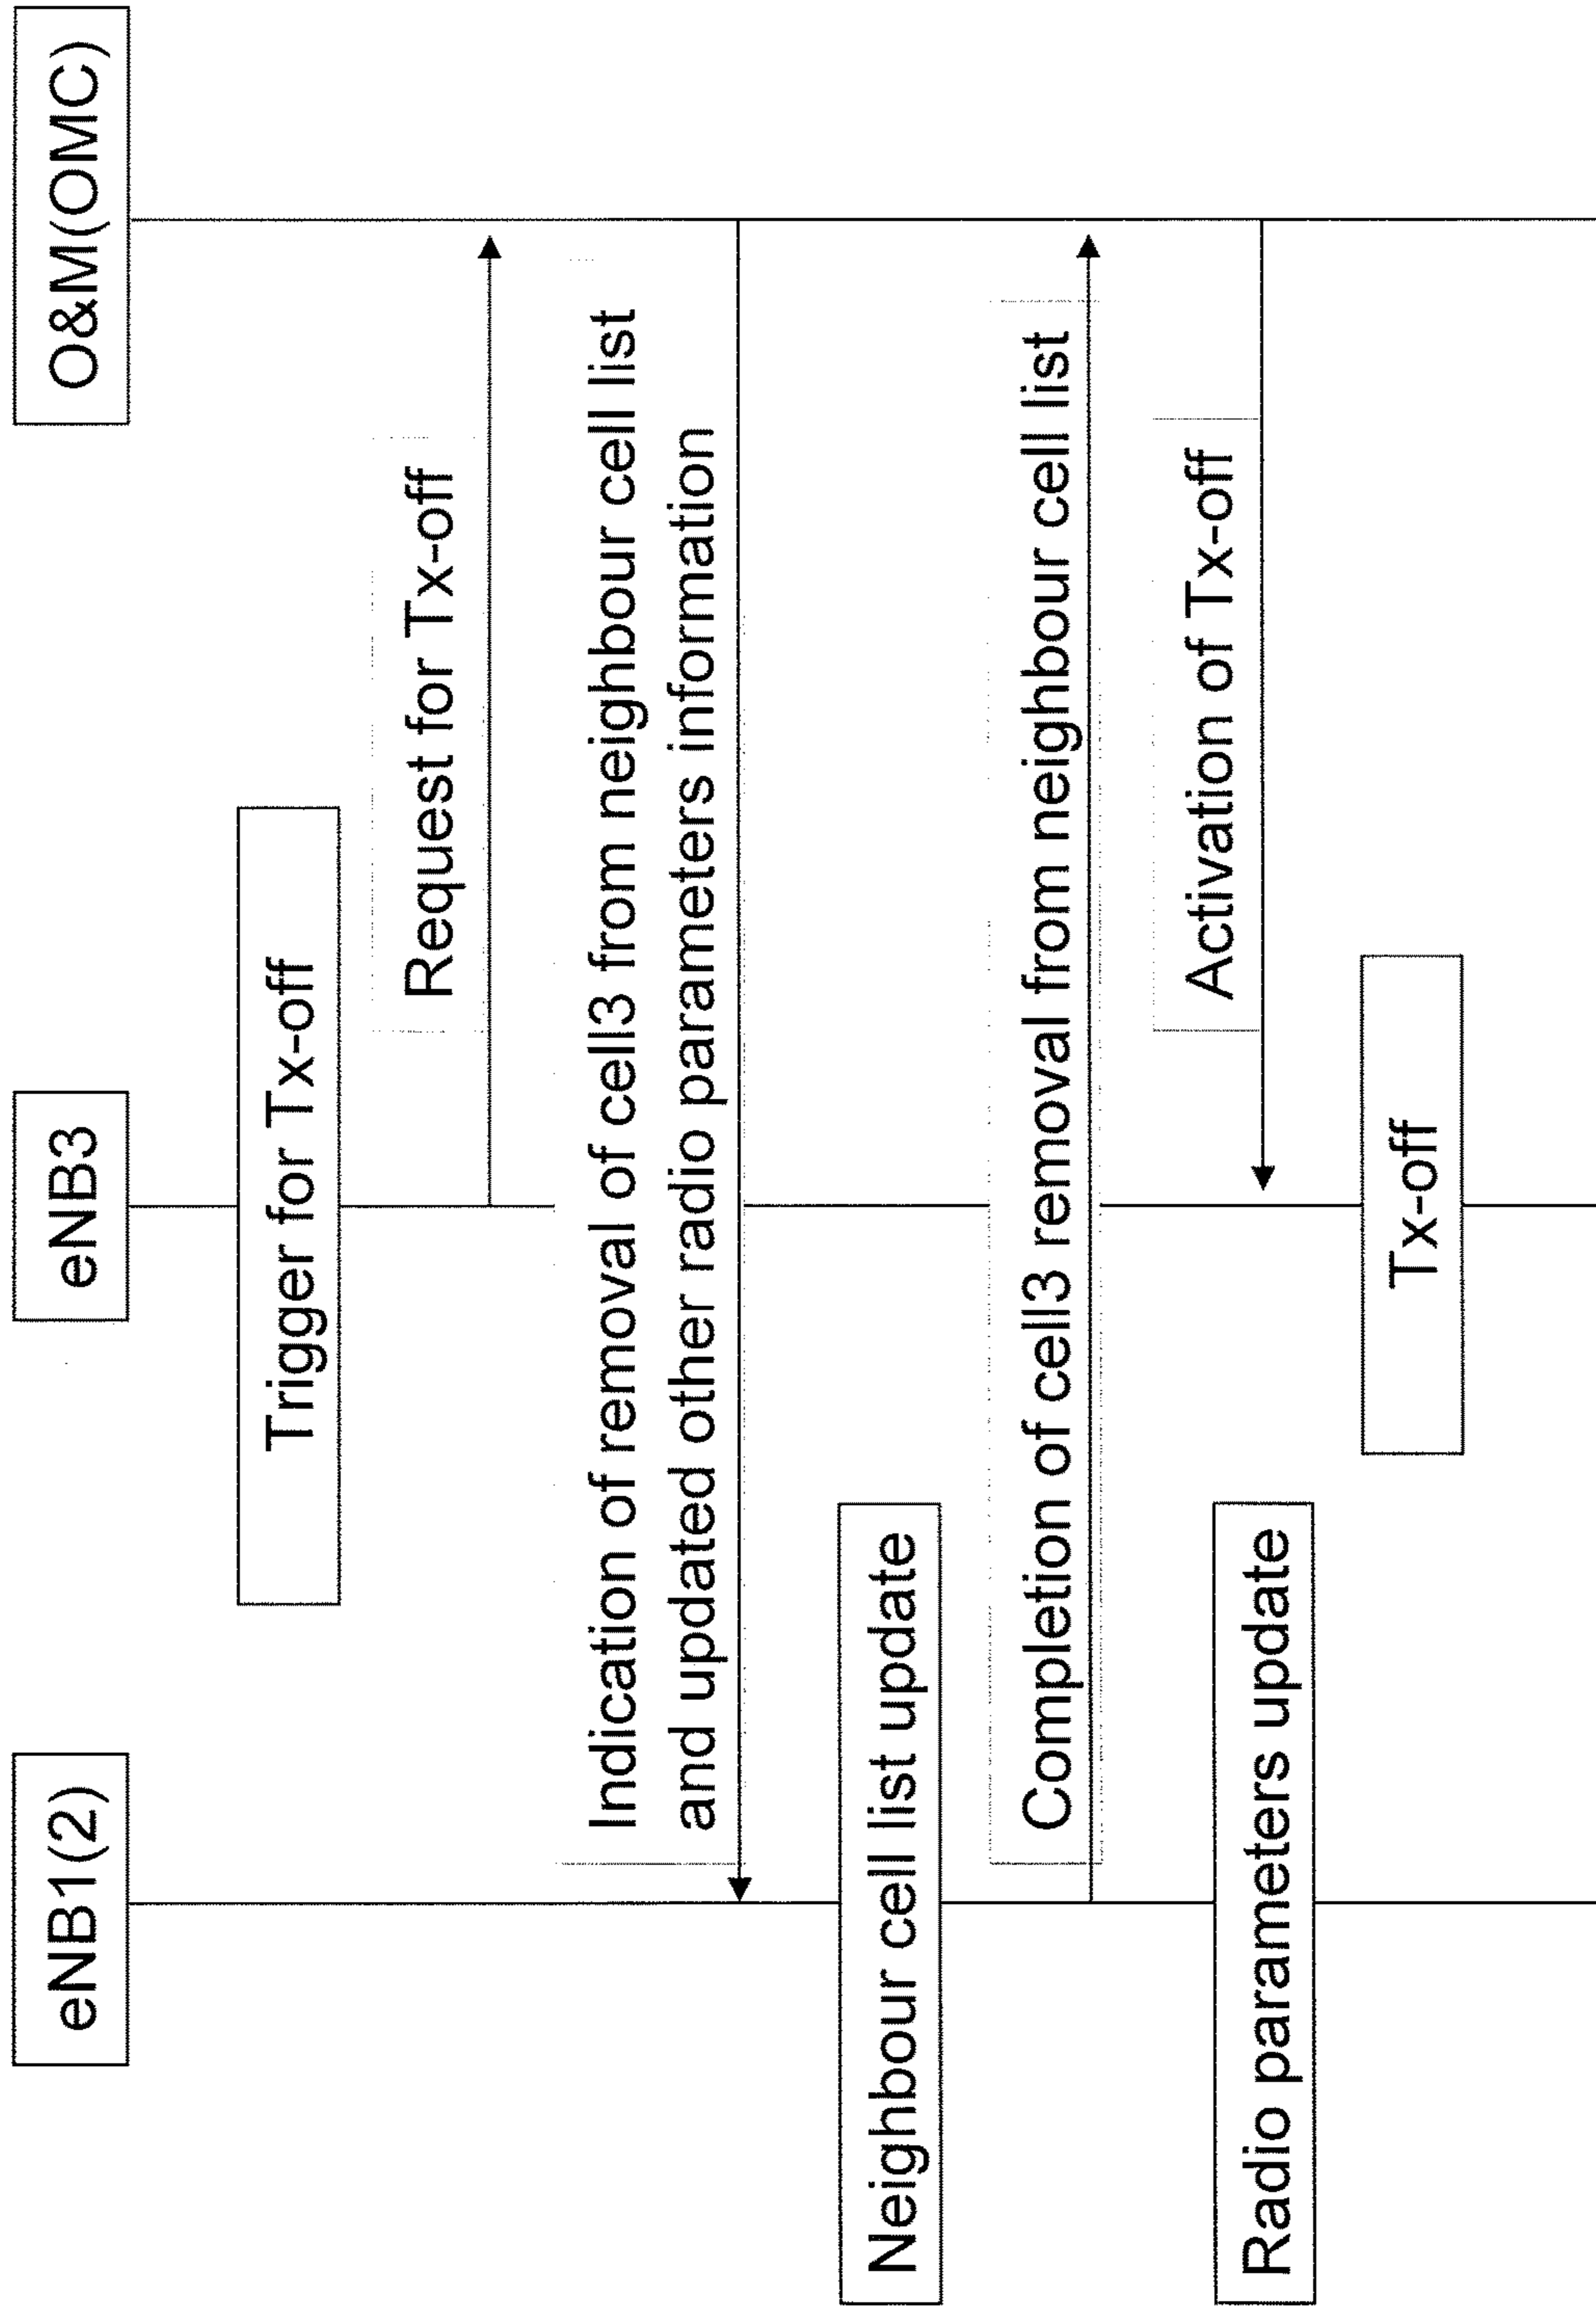 eNB1(2)
eNB3
O&M(OMC)
Trigger for Tx-off
Request for Tx-off
Indication of removal of cell3 from neighbour cell list
and updated other radio parameters information
Neighbour cell list update
Completion of cell3 removal from neighbour cell list
Activation of Tx-off
Radio parameters update
Tx-off